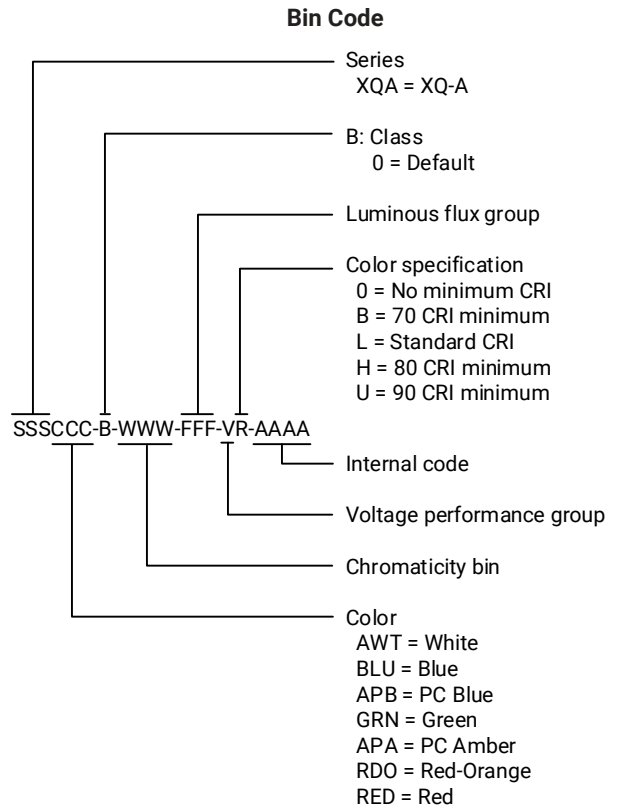 Bin Code
Series
XQA = XQ-A
B: Class
0 = Default
Luminous flux group
Color specification
0 = No minimum CRI
B = 70 CRI minimum
L = Standard CRI
H = 80 CRI minimum
U = 90 CRI minimum
SSSCCC-B-WWW-FFF-VR-AAAA
Internal code
Voltage performance group
Chromaticity bin
Color
AWT = White
BLU = Blue
APB = PC Blue
GRN = Green
APA = PC Amber
RDO = Red-Orange
RED = Red